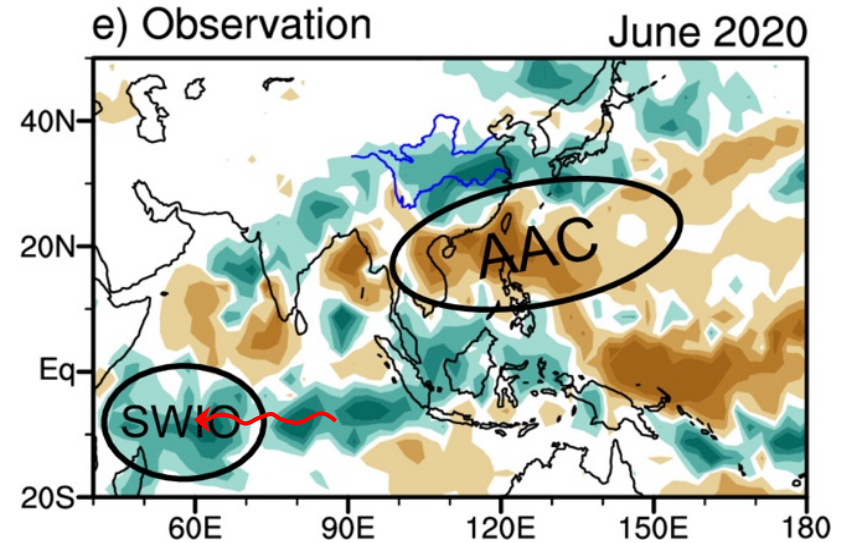 e) Observation June 2020
40N
20N
AAC
Eq
SWIO
20S
60E 90E 120E 150E 180